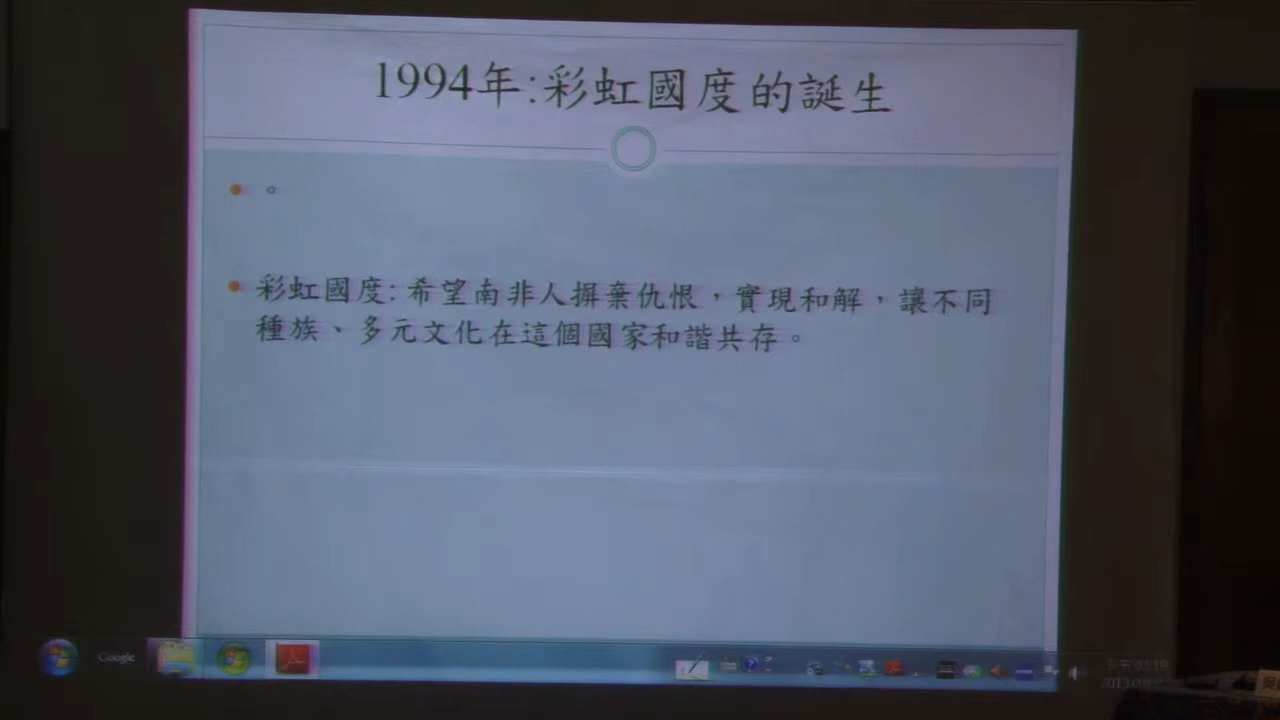 1994年:彩虹國度的誕生
。
彩虹國度:希望南非人摒棄仇恨，實現和解，讓不同
種族、多元文化在這個國家和諧共存。
Google